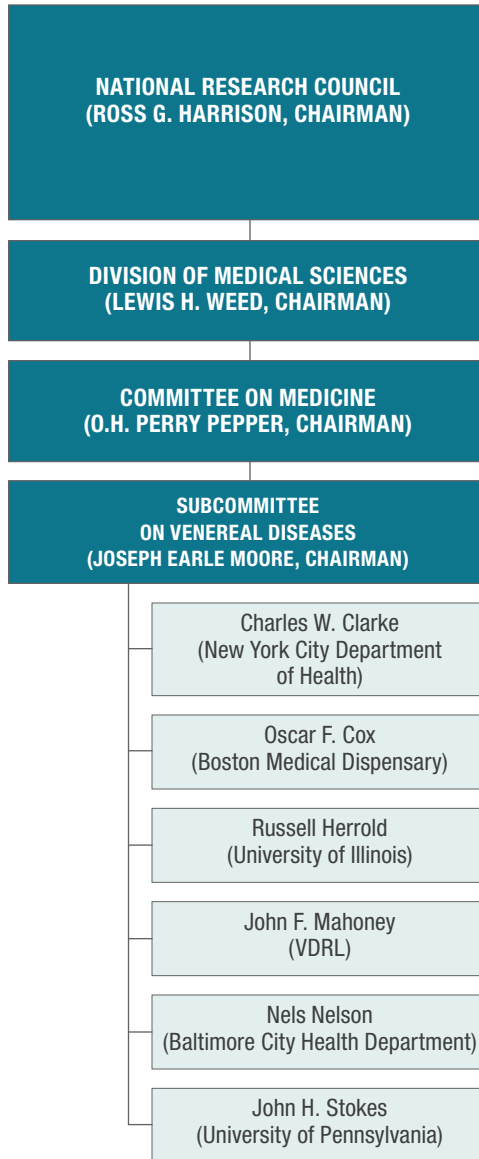 NATIONAL RESEARCH COUNCIL
(ROSS G. HARRISON, CHAIRMAN)
DIVISION OF MEDICAL SCIENCES
(LEWIS H. WEED, CHAIRMAN)
COMMITTEE ON MEDICINE
(O.H. PERRY PEPPER, CHAIRMAN)
SUBCOMMITTEE
ON VENEREAL DISEASES
(JOSEPH EARLE MOORE, CHAIRMAN)
Charles W. Clarke
(New York City Department
of Health)
Oscar F. Cox
(Boston Medical Dispensary)
Russell Herrold
(University of Illinois)
John F. Mahoney
(VDRL)
Nels Nelson
(Baltimore City Health Department)
John H. Stokes
(University of Pennsylvania)